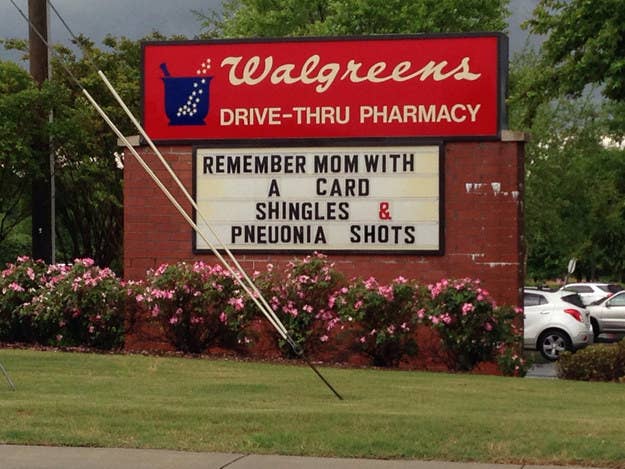 Walgreens
DRIVE-THRU PHARMACY
REMEMBER MOM WITH
A CARD
SHINGLES &
PNEUONIA SHOTS